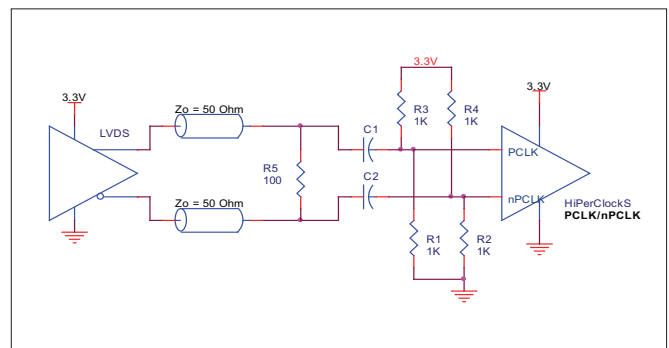 3.3V
3.3V
3.3V
Zo = 50 Ohm
LVDS
R3
1K
R4
1K
C1
PCLK
R5
100
C2
Zo = 50 Ohm
nPCLK
HiPerClockS
PCLK/nPCLK
R1
1K
R2
1K